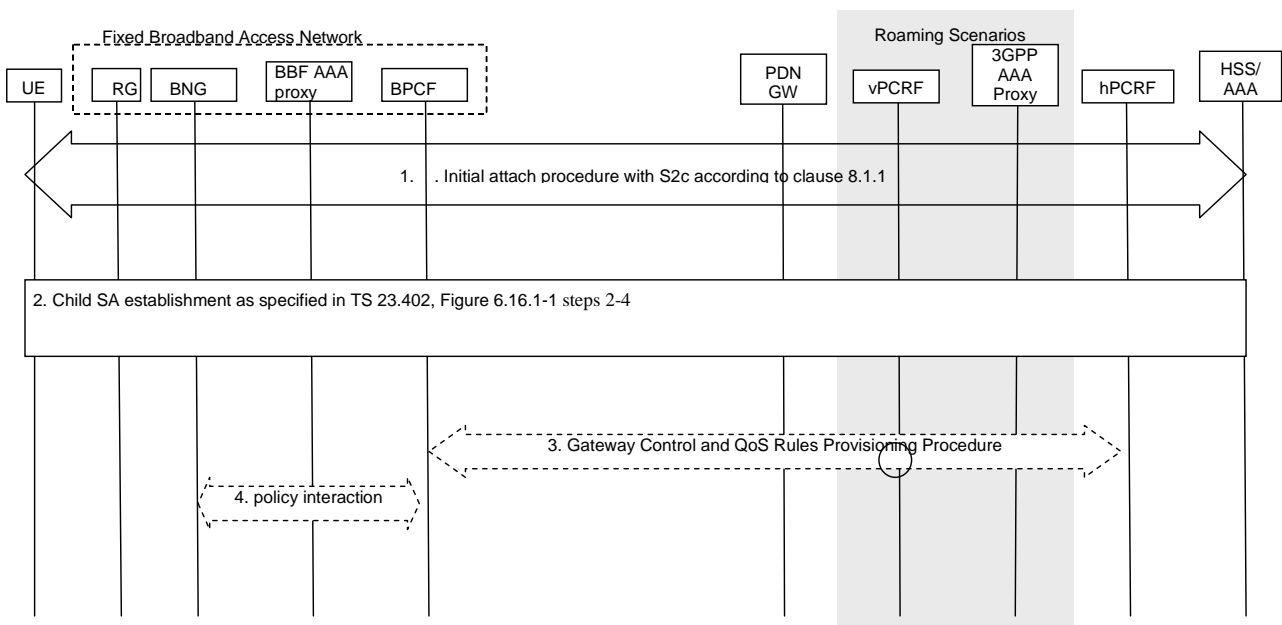 Fixed Broadband Access Network
Roaming Scenarios
UE
RG
BNG
BBF AAA
proxy
BPCF
PDN
GW
vPCRF
3GPP
AAA
Proxy
hPCRF
HSS/
AAA
1. . Initial attach procedure with S2c according to clause 8.1.1
2. Child SA establishment as specified in TS 23.402, Figure 6.16.1-1 steps 2-4
3. Gateway Control and QoS Rules Provisioning Procedure
4. policy interaction